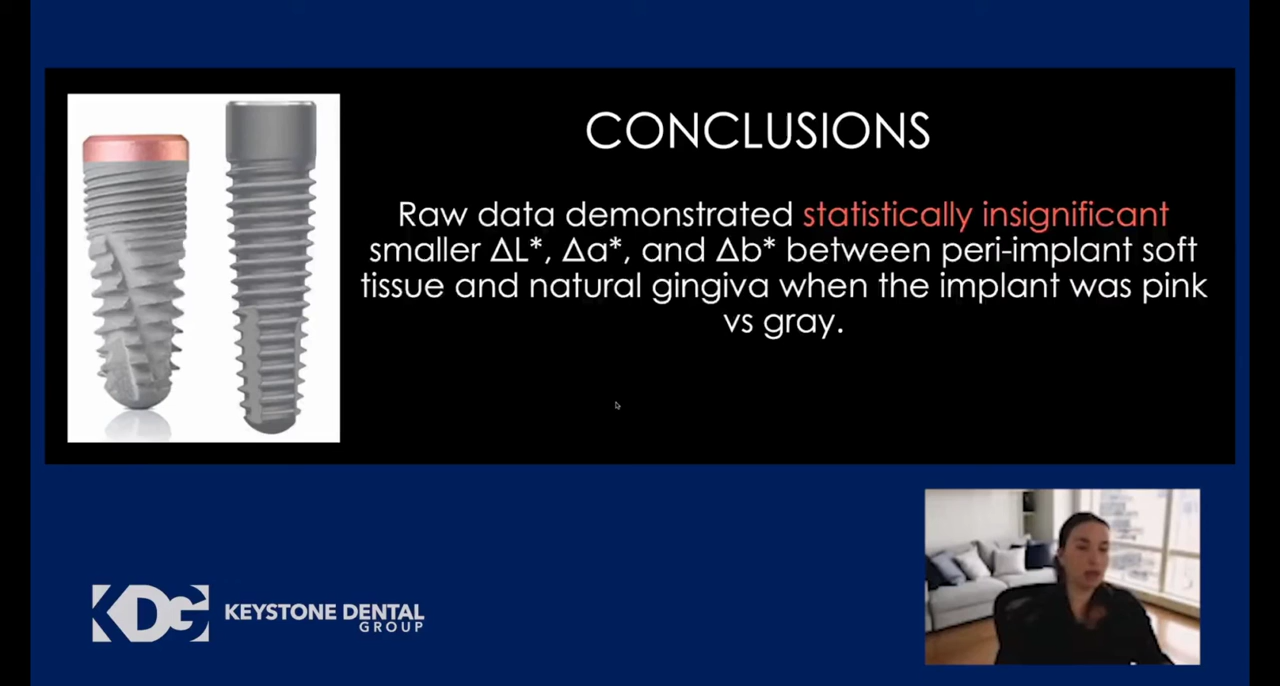 CONCLUSIONS
Raw data demonstrated statistically insignificant
smaller ΔL*, Δa*, and Δb* between peri-implant soft
tissue and natural gingiva when the implant was pink
vs gray.
KDG KEYSTONE DENTAL
GROUP